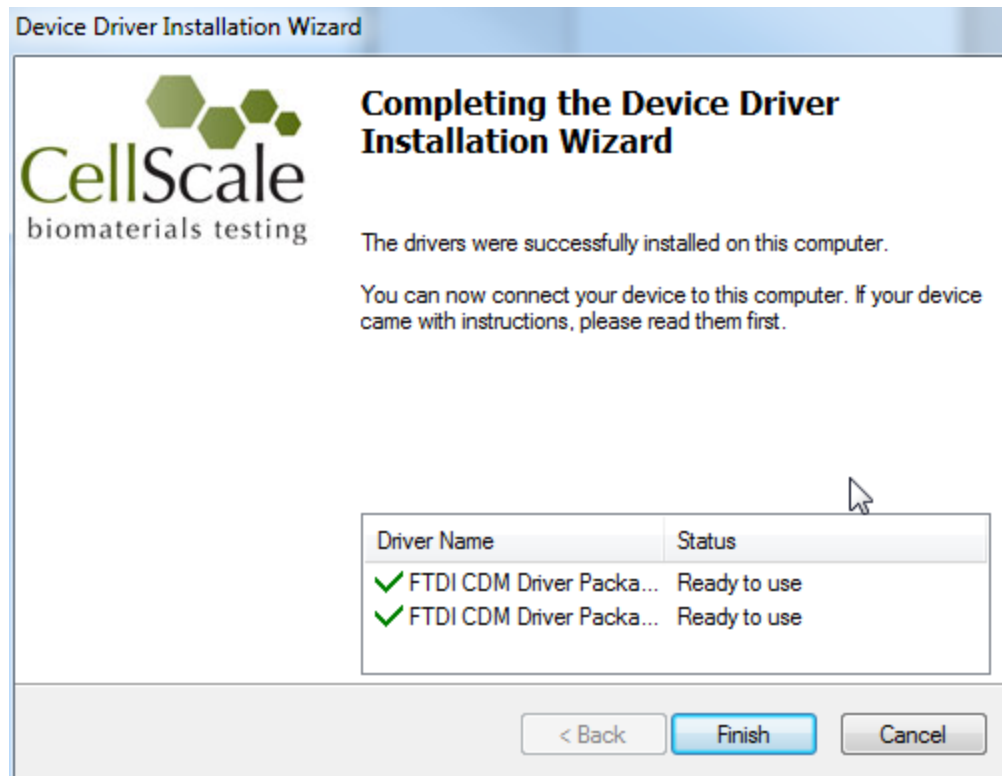 Device Driver Installation Wizard
CellScale
biomaterials testing
Completing the Device Driver
Installation Wizard
The drivers were successfully installed on this computer.
You can now connect your device to this computer. If your device
came with instructions, please read them first.
Driver Name Status
FTDI CDM Driver Packa... Ready to use
FTDI CDM Driver Packa... Ready to use
< Back Finish Cancel